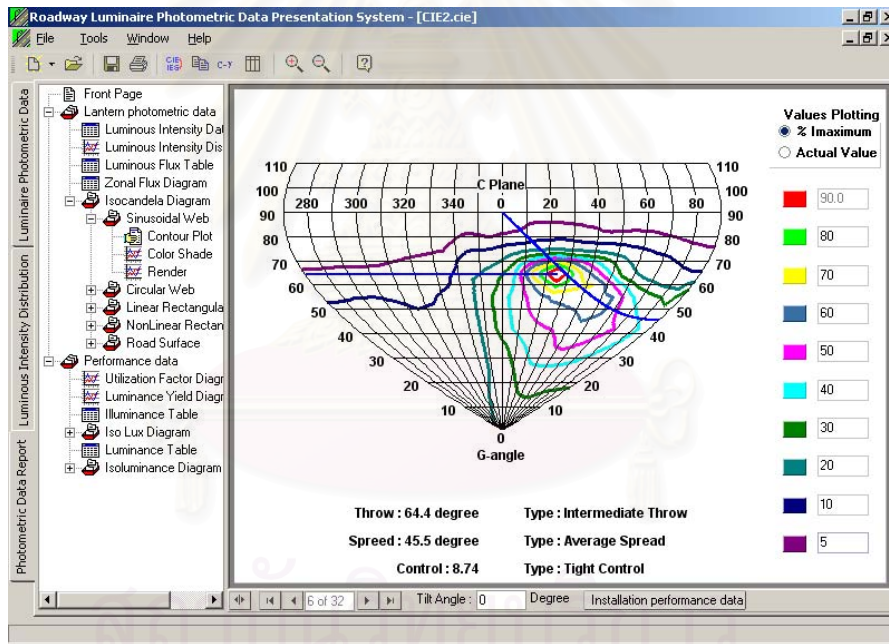 Roadway Luminaire Photometric Data Presentation System - [CIE2.cie]
File Tools Window Help
CIE IES C-γ
Luminaire Photometric Data
Luminous Intensity Distribution
Photometric Data Report
Front Page
Lantern photometric data
Luminous Intensity Dat
Luminous Intensity Dis
Luminous Flux Table
Zonal Flux Diagram
Isocandela Diagram
Sinusoidal Web
Contour Plot
Color Shade
Render
Circular Web
Linear Rectangula
NonLinear Rectan
Road Surface
Performance data
Utilization Factor Diagr
Luminance Yield Diagr
Illuminance Table
Iso Lux Diagram
Luminance Table
Isoluminance Diagram
110 110
100 C Plane 100
280 300 320 340 0 20 40 60 80
90 90
80 80
70 70
60 60
50 50
40 40
30 30
20 20
10 10
0
G-angle
Throw : 64.4 degree Type : Intermediate Throw
Spreed : 45.5 degree Type : Average Spread
Control : 8.74 Type : Tight Control
Values Plotting
% Imaximum
Actual Value
90.0
80
70
60
50
40
30
20
10
5
6 of 32 Tilt Angle : 0 Degree Installation performance data